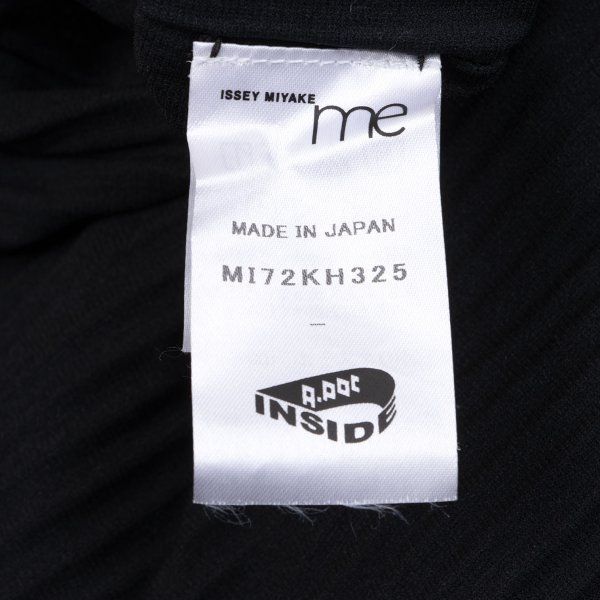 ISSEY MIYAKE
me
MADE IN JAPAN
MI72KH325
—
A.POC
INSIDE